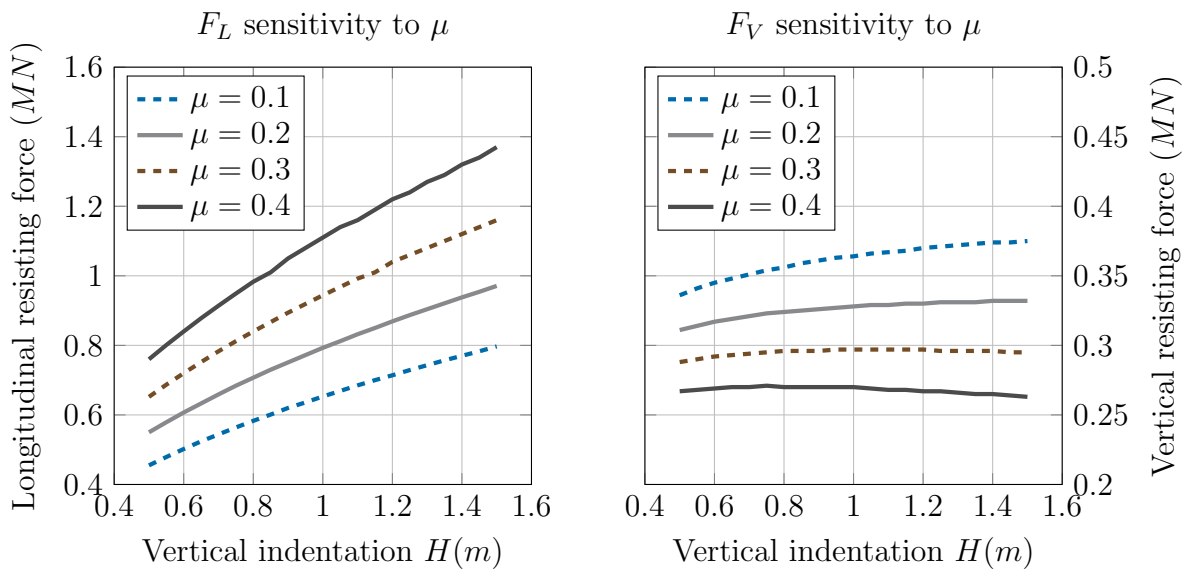 F_L sensitivity to μ
Longitudinal resisting force (MN)
1.6
1.4
1.2
1
0.8
0.6
0.4
μ = 0.1
μ = 0.2
μ = 0.3
μ = 0.4
0.4 0.6 0.8 1 1.2 1.4 1.6
Vertical indentation H(m)
F_V sensitivity to μ
μ = 0.1
μ = 0.2
μ = 0.3
μ = 0.4
0.5
0.45
0.4
0.35
0.3
0.25
0.2
Vertical resisting force (MN)
0.4 0.6 0.8 1.0 1.2 1.4 1.6
Vertical indentation H(m)